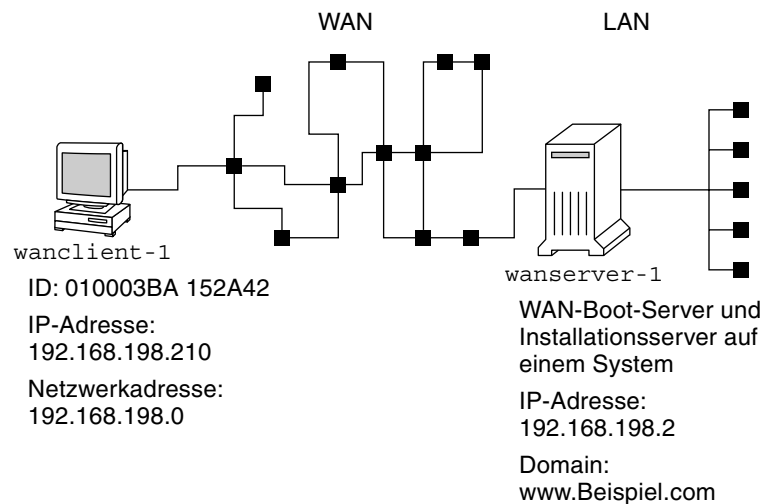 WAN
LAN
wanclient-1
ID: 010003BA 152A42
IP-Adresse:
192.168.198.210
Netzwerkadresse:
192.168.198.0
wanserver-1
WAN-Boot-Server und
Installationsserver auf
einem System
IP-Adresse:
192.168.198.2
Domain:
www.Beispiel.com